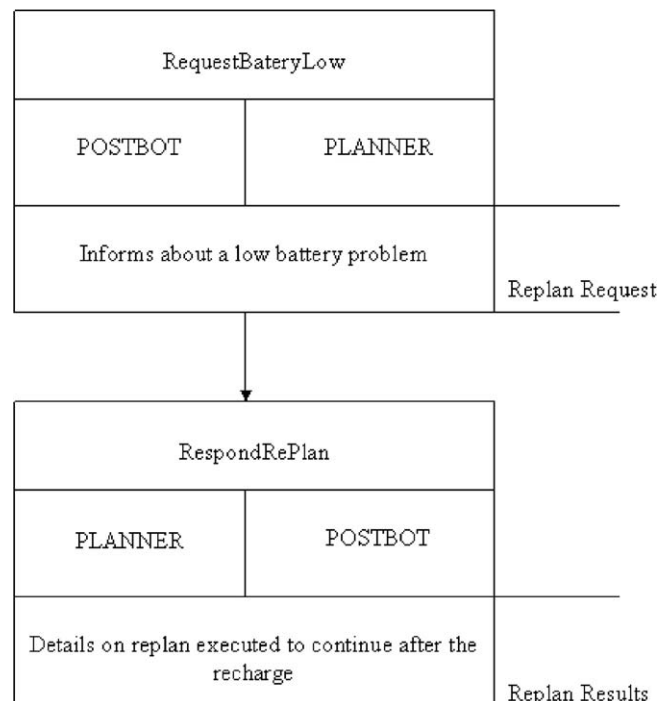 RequestBateryLow
POSTBOT
PLANNER
Informs about a low battery problem
Replan Request
RespondRePlan
PLANNER
POSTBOT
Details on replan executed to continue after the
recharge
Replan Results